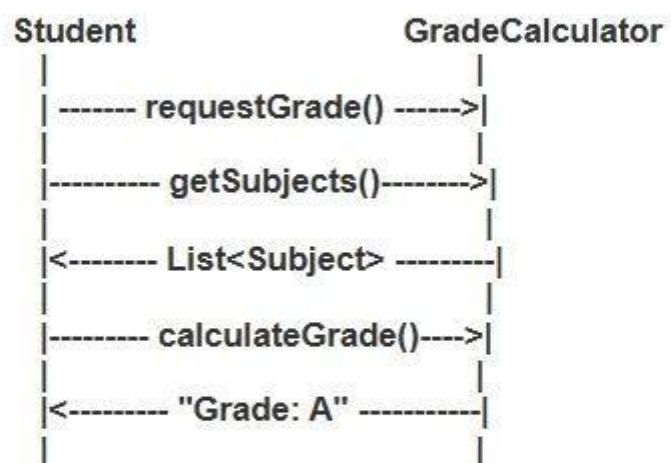 Student GradeCalculator
| |
| ------- requestGrade() ------>|
| |
|---------- getSubjects()-------->|
| |
|<-------- List<Subject> ----------|
| |
|--------- calculateGrade()---->|
| |
|<--------- "Grade: A" -----------|
| |